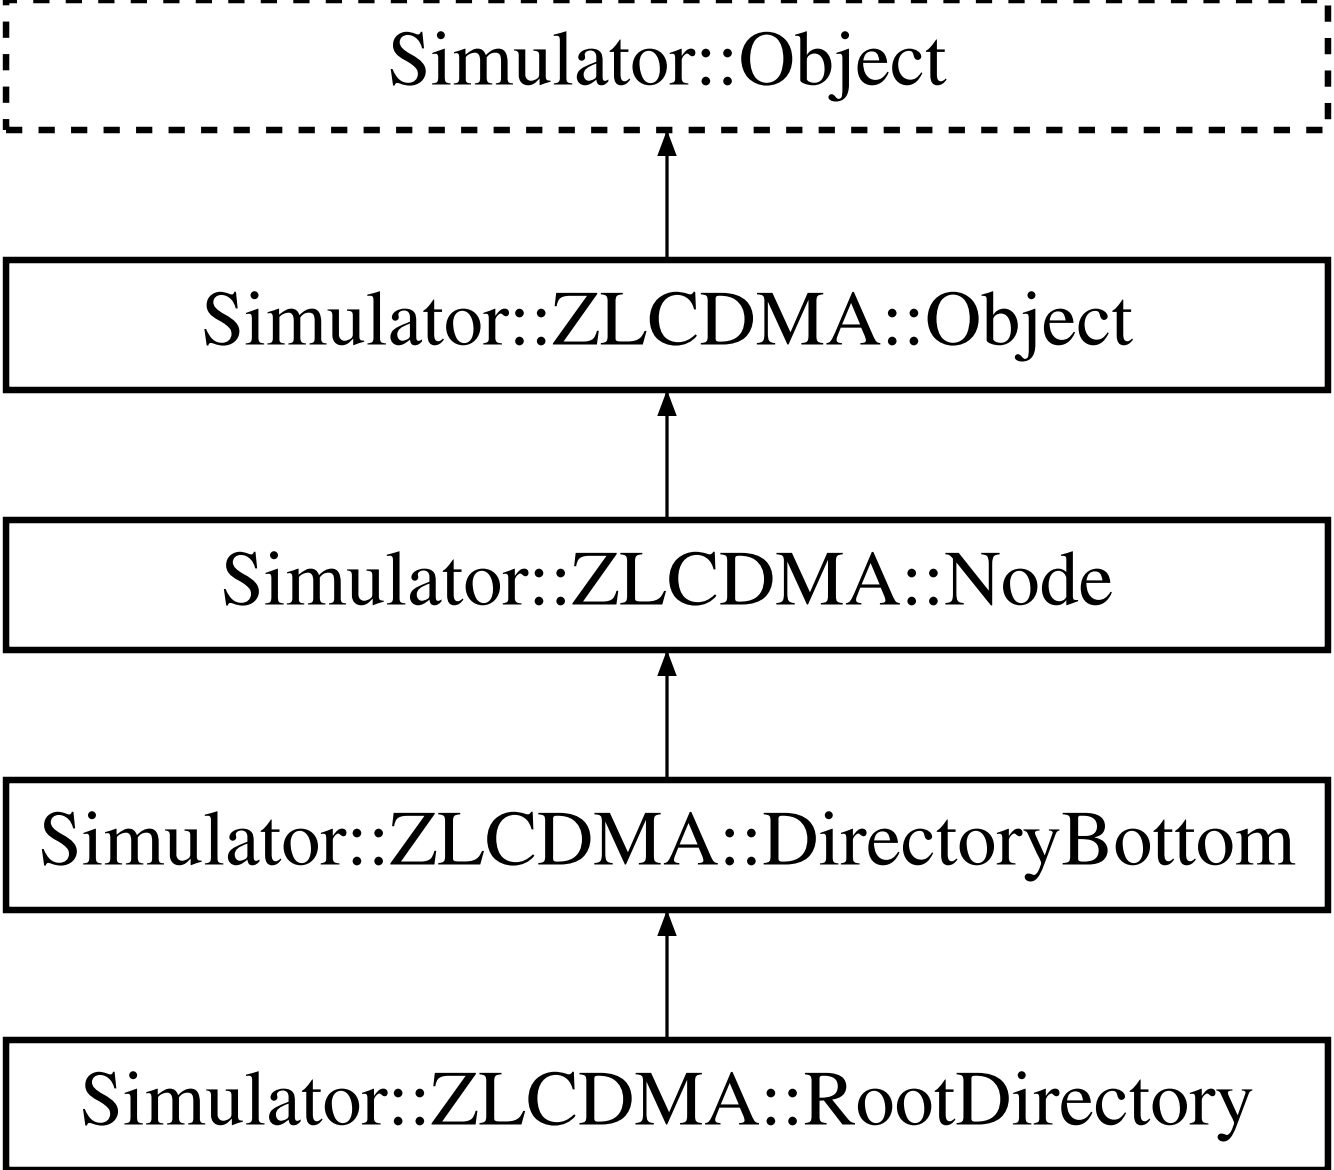 Simulator::Object
Simulator::ZLCDMA::Object
Simulator::ZLCDMA::Node
Simulator::ZLCDMA::DirectoryBottom
Simulator::ZLCDMA::RootDirectory